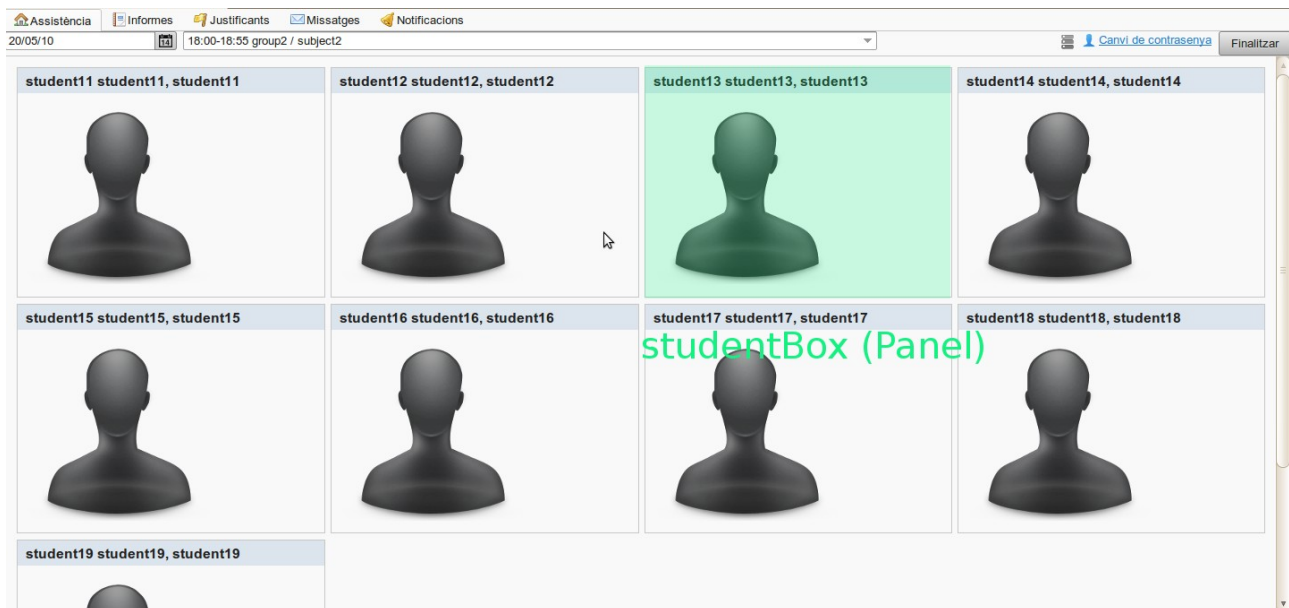 Assistència Informes Justificants Missatges Notificacions
20/05/10 14 18:00-18:55 group2 / subject2 Canvi de contrasenya Finalitzar
student11 student11, student11 student12 student12, student12 student13 student13, student13 student14 student14, student14
student15 student15, student15 student16 student16, student16 student17 student17, student17 student18 student18, student18
studentBox (Panel)
student19 student19, student19